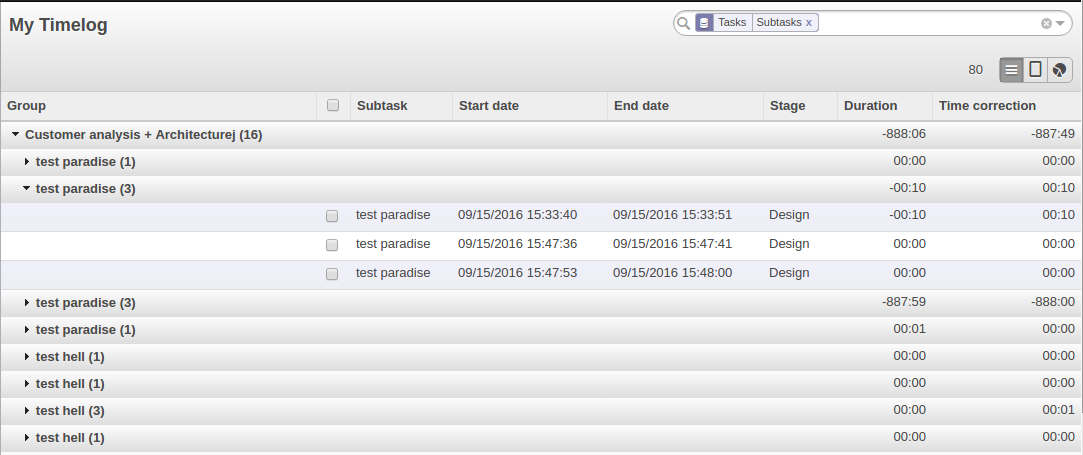 My Timelog
Tasks Subtasks x
80
Group Subtask Start date End date Stage Duration Time correction
Customer analysis + Architecturej (16) -888:06 -887:49
test paradise (1) 00:00 00:00
test paradise (3) -00:10 00:10
test paradise 09/15/2016 15:33:40 09/15/2016 15:33:51 Design -00:10 00:10
test paradise 09/15/2016 15:47:36 09/15/2016 15:47:41 Design 00:00 00:00
test paradise 09/15/2016 15:47:53 09/15/2016 15:48:00 Design 00:00 00:00
test paradise (3) -887:59 -888:00
test paradise (1) 00:01 00:00
test hell (1) 00:00 00:00
test hell (1) 00:00 00:00
test hell (3) 00:00 00:01
test hell (1) 00:00 00:00